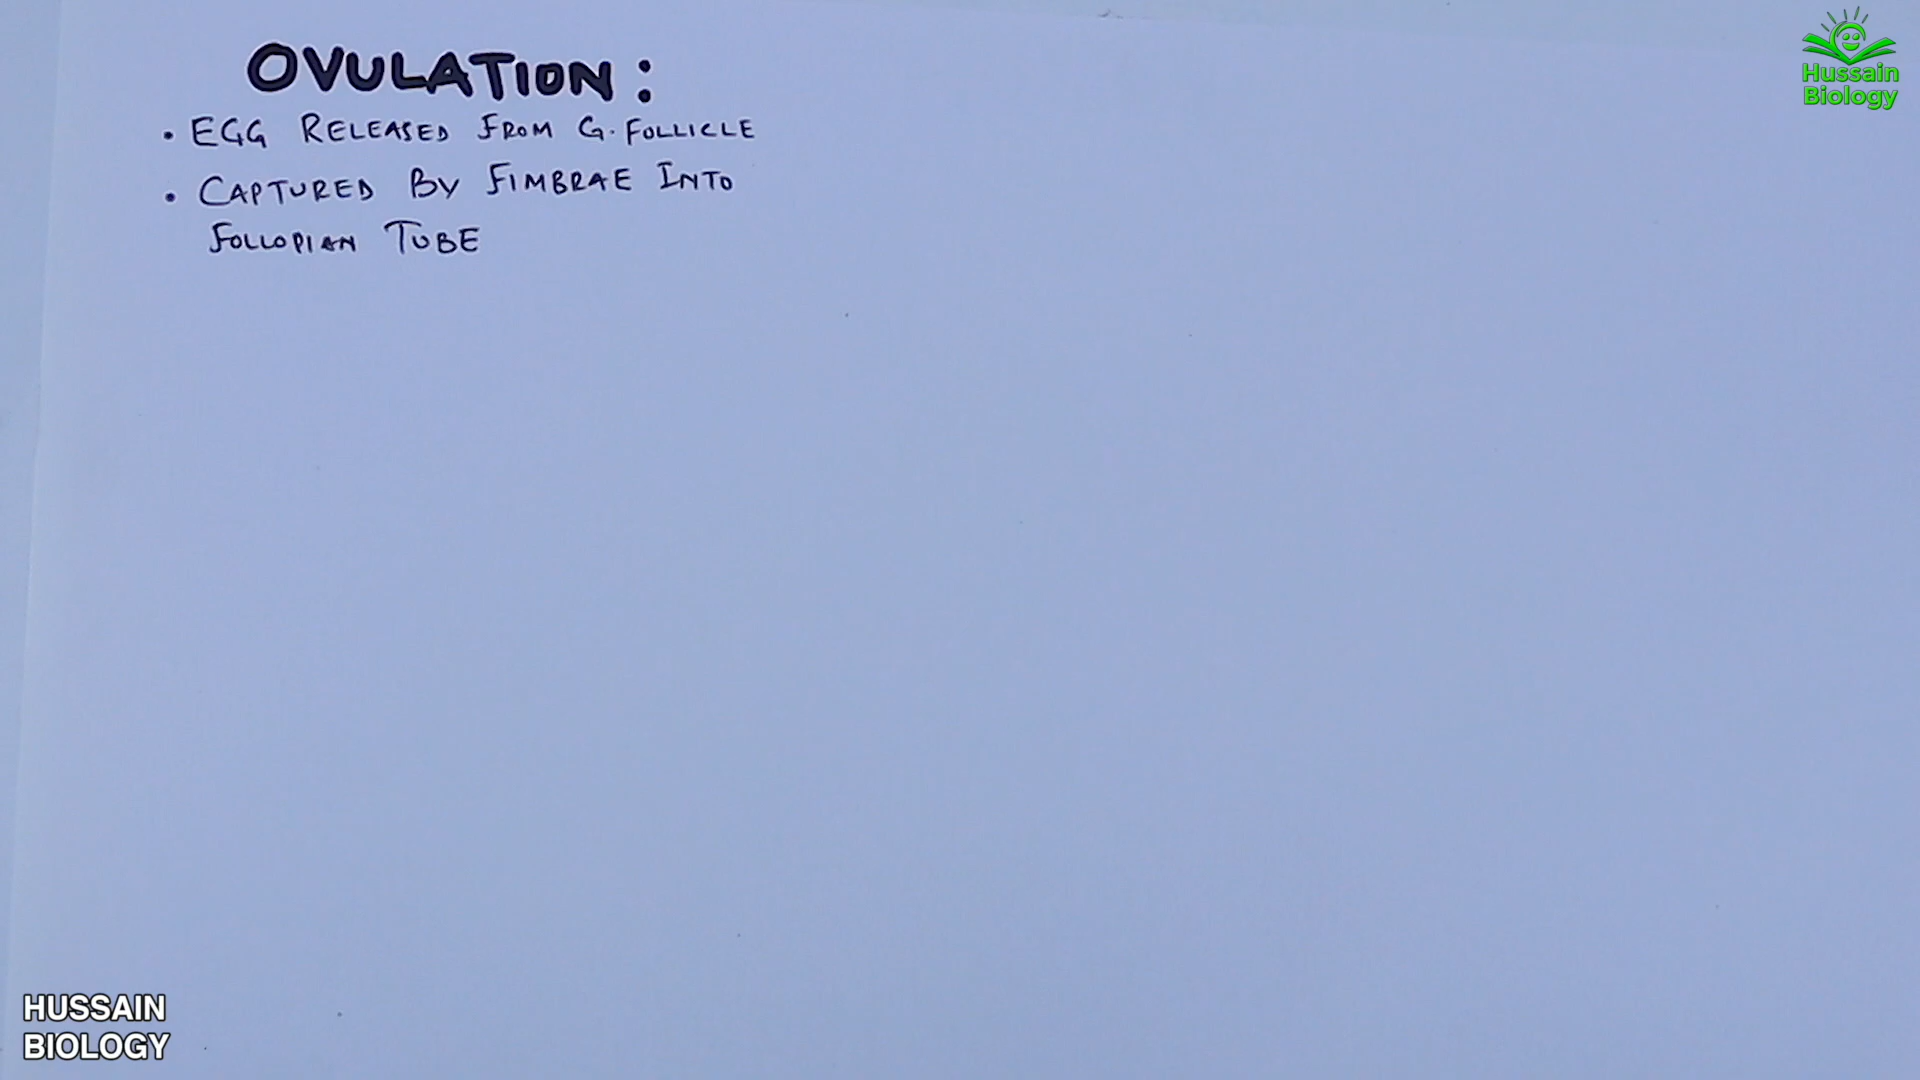 OVULATION:
• EGG RELEASED FROM G. FOLLICLE
• CAPTURED BY FIMBRAE INTO
FOLLOPIAN TUBE
Hussain
Biology
HUSSAIN
BIOLOGY